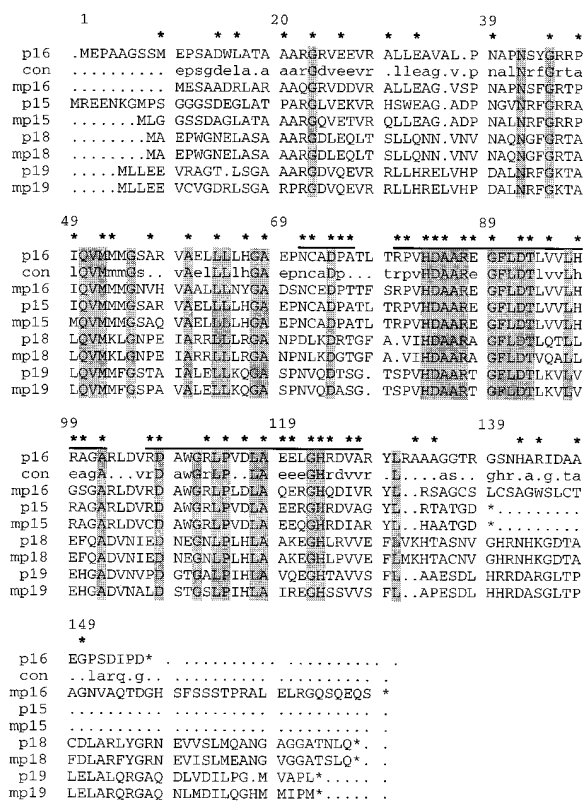 1 20 39
* * * * * * * * * * *
p16 .MEPAAGSSM EPSADWLATA AARGRVEEVR ALLEAVAL.P NAPNSYGRRP
con .......... epsgdela.a aarGdveevr .lleag.v.p nalNrfGrta
mp16 .......... MESAADRLAR AAQGRVDDVR ALLEAG.VSP NAPNSFGRTP
p15 MREENKGMPS GGGSDEGLAT PARGLVEKVR HSWEAG.ADP NGVNRFGRRA
mp15 .......MLG GSSDAGLATA AARGQVETVR QLLEAG.ADP NALNRFGRRP
p18 ........MA EPWGNELASA AARGDLEQLT SLLQNN.VNV NAQNGFGRTA
mp18 ........MA EPWGNELASA AARGDLEQLT SLLQNN.VNV NAQNGFGRTA
p19 .....MLLEE VRAGT.LSGA AARGDVQEVR RLLHRELVHP DALNRFGKTA
mp19 .....MLLEE VCVGDRLSGA RPRGDVQEVR RLLHRELVHP DALNRFGKTA
49 69 89
p16 IQVMMMGSAR VAELLLLHGA EPNCADPATL TRPVHDAARE GFLDTLVVLH
con lQVMmmGs.. vAelLLlhGA epncaDp... trpvHDAARe GFLDTlvvLh
mp16 IQVMMMGNVH VAALLLNYGA DSNCEDPTTF SRPVHDAARE GFLDTLVVLH
p15 IQVMMMGSAR VAELLLLHGA EPNCADPATL TRPVHDAARE GFLDTLVVLH
mp15 MQVMMMGSAQ VAELLLLHGA EPNCADPATL TRPVHDAARE GFLDTLVVLH
p18 LQVMKLGNPE IARRLLLRGA NPDLKDRTGF A.VIHDAARA GFLDTLQTLL
mp18 LQVMKLGNPE IARRLLLRGA NPNLKDGTGF A.VIHDAARA GFLDTVQALL
p19 LQVMMFGSTA IALELLKQGA SPNVQDTSG. TSPVHDAART GFLDTLKVLV
mp19 LQVMMFGSPA VALELLKQGA SPNVQDASG. TSPVHDAART GFLDTLKVLV
99 119 139
p16 RAGARLDVRD AWGRLPVDLA EELGHRDVAR YLRAAAGGTR GSNHARIDAA
con eagA...vrD awGrLP..lA eeeGHrdvvr .L.....as. ghr.a.g.ta
mp16 GSGARLDVRD AWGRLPLDLA QERGHQDIVR YL..RSAGCS LCSAGWSLCT
p15 RAGARLDVRD AWGRLPVDLA EELGHRDVAG YLRTATGD *.........
mp15 RAGARLDVCD AWGRLPVDLA EEQGHRDIAR YLHAATGD *.........
p18 EFQADVNIED NEGNLPLHLA AKEGHLRVVE FLVKHTASNV GHRNHKGDTA
mp18 EFQADVNIED NEGNLPLHLA AKEGHLPVVE FLMKHTACNV GHRNHKGDTA
p19 EHGADVNVPD GTGALPIHLA VQEGHTAVVS FL..AAESDL HRRDARGLTP
mp19 EHGADVNALD STGSLPIHLA IREGHSSVVS FL..APESDL HHRDASGLTP
149
*
p16 EGPSDIPD* . .......... .......... ..
con ..larq.g.. .......... .......... ..
mp16 AGNVAQTDGH SFSSSTPRAL ELRGQSQEQS *
p15 .......... .......... .......... .
mp15 .......... .......... .......... .
p18 CDLARLYGRN EVVSLMQANG AGGATNLQ*. .
mp18 FDLARFYGRN EVISLMEANG VGGATSLQ*. .
p19 LELALQRGAQ DLVDILPG.M VAPL*..... .
mp19 LELARQRGAQ NLMDILQGHM MIPM*..... .